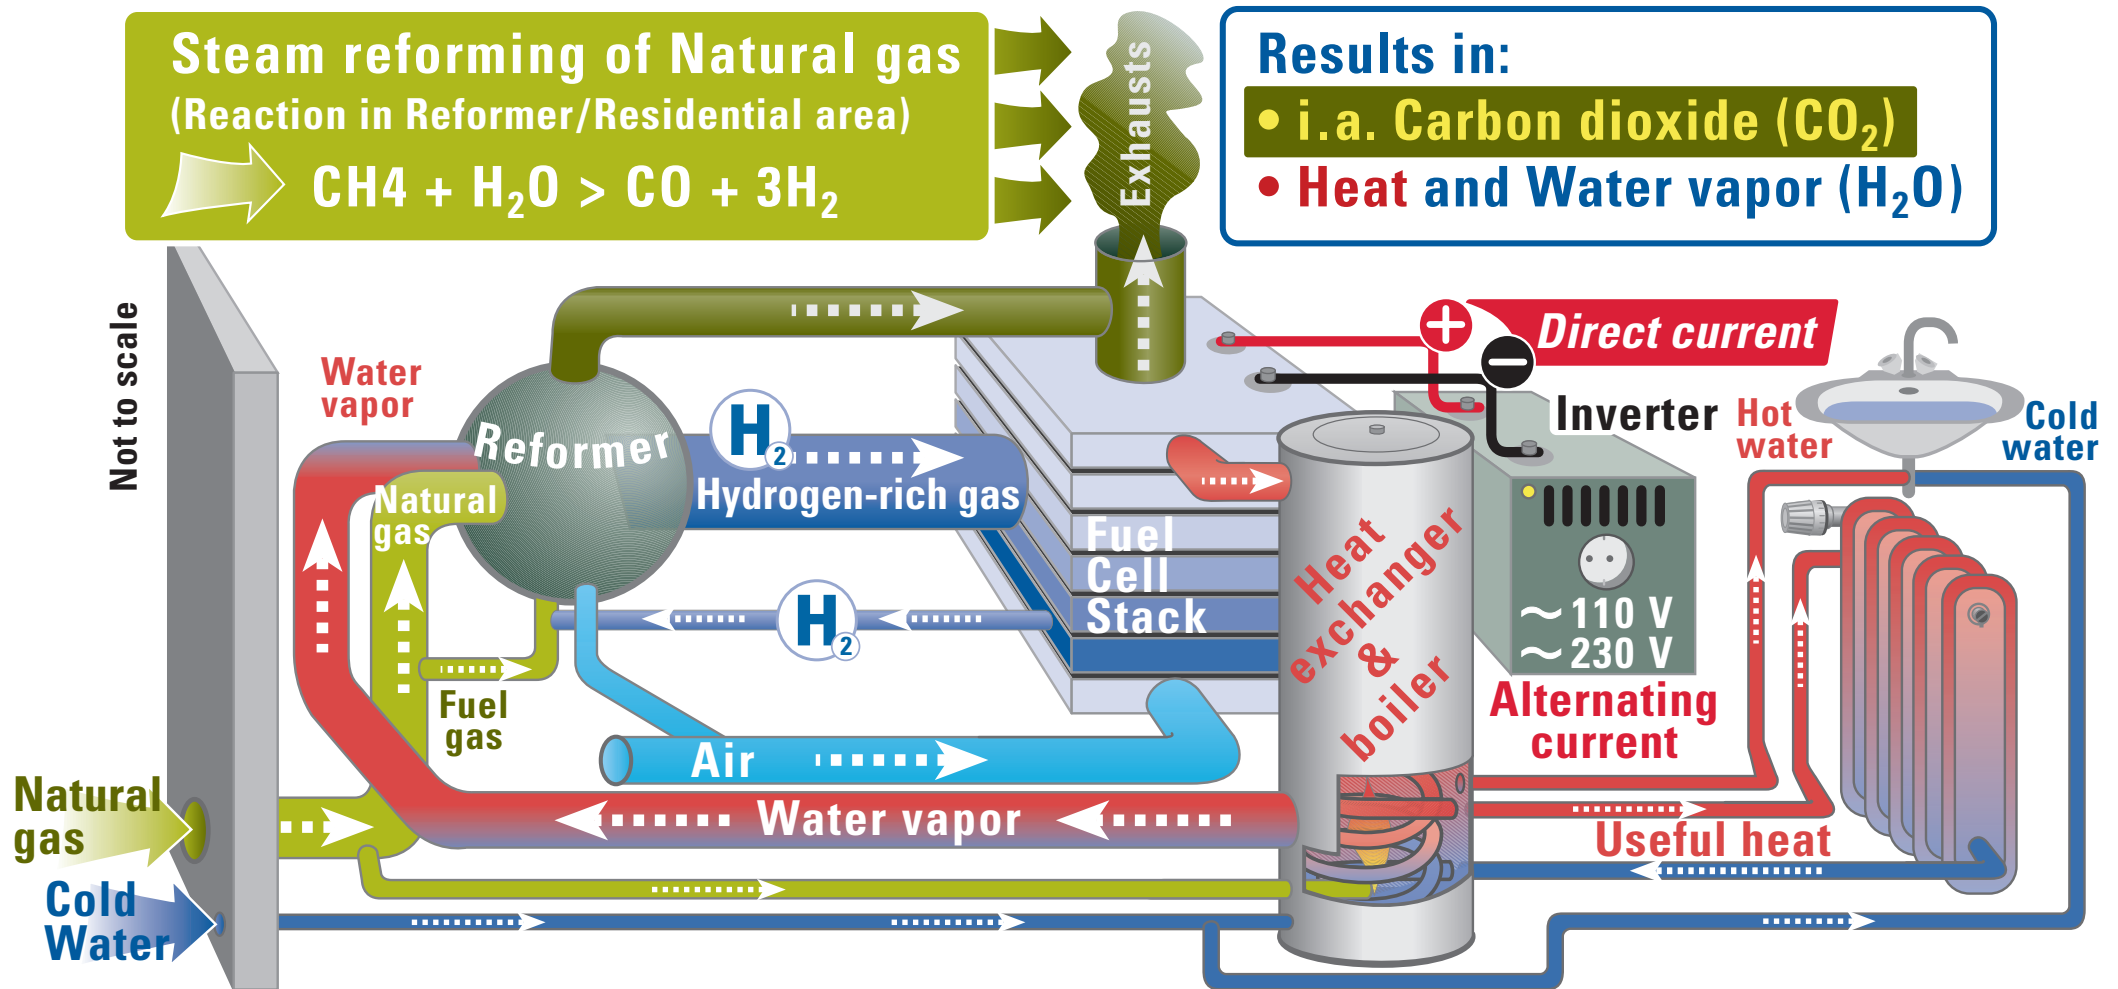 Steam reforming of Natural gas
(Reaction in Reformer/Residential area)
CH4 + H₂O > CO + 3H₂
Exhausts
Results in:
• i.a. Carbon dioxide (CO₂)
• Heat and Water vapor (H₂O)
Not to scale
Water
vapor
Reformer
Natural
gas
H₂
Hydrogen-rich gas
H₂
Fuel
gas
Air
Water vapor
Natural
gas
Cold
Water
Fuel
Cell
Stack
Heat
exchanger
&
boiler
+
−
Direct current
Inverter
~ 110 V
~ 230 V
Alternating
current
Hot
water
Cold
water
Useful heat